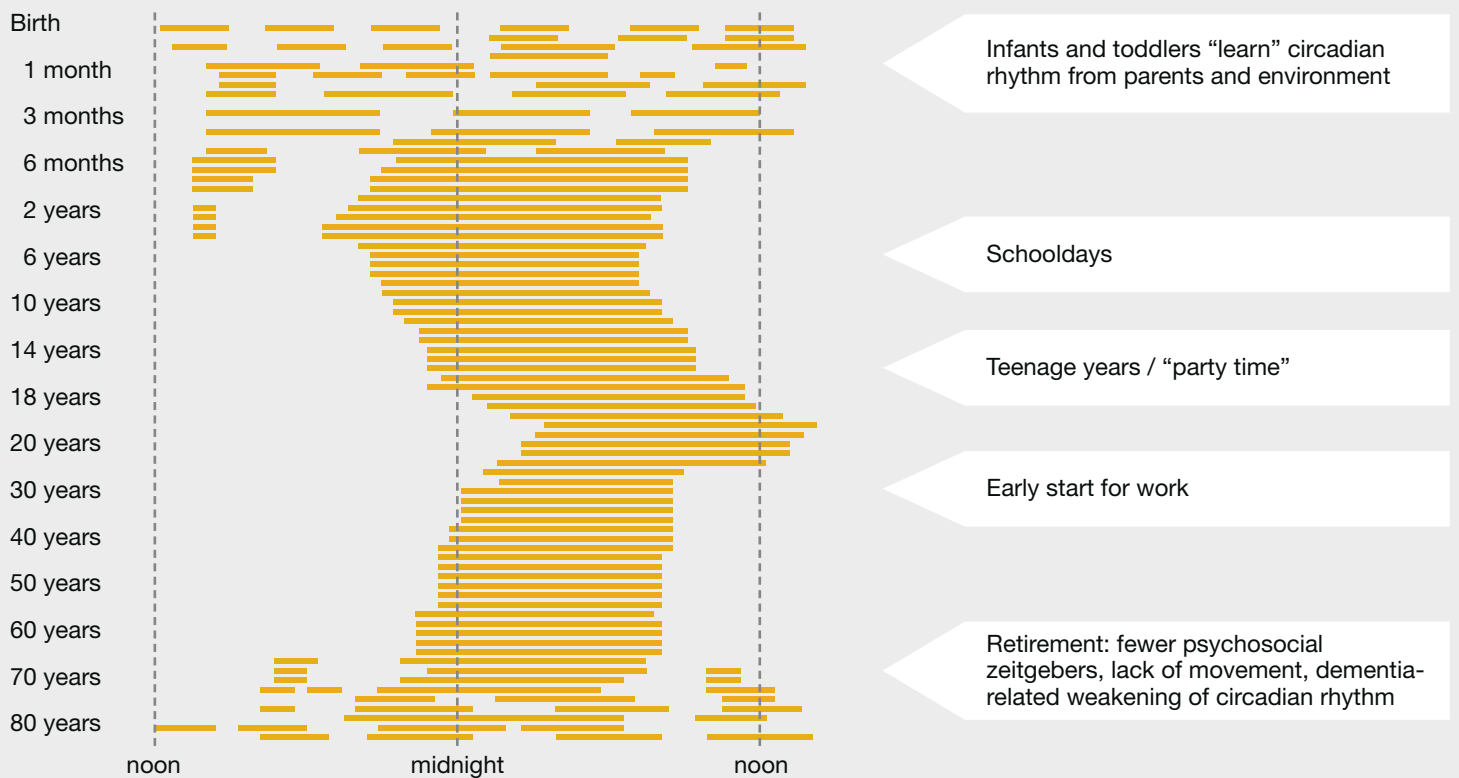 Birth
1 month
3 months
6 months
2 years
6 years
10 years
14 years
18 years
20 years
30 years
40 years
50 years
60 years
70 years
80 years
noon
midnight
noon
Infants and toddlers “learn” circadian
rhythm from parents and environment
Schooldays
Teenage years / “party time”
Early start for work
Retirement: fewer psychosocial
zeitgebers, lack of movement, dementia-
related weakening of circadian rhythm